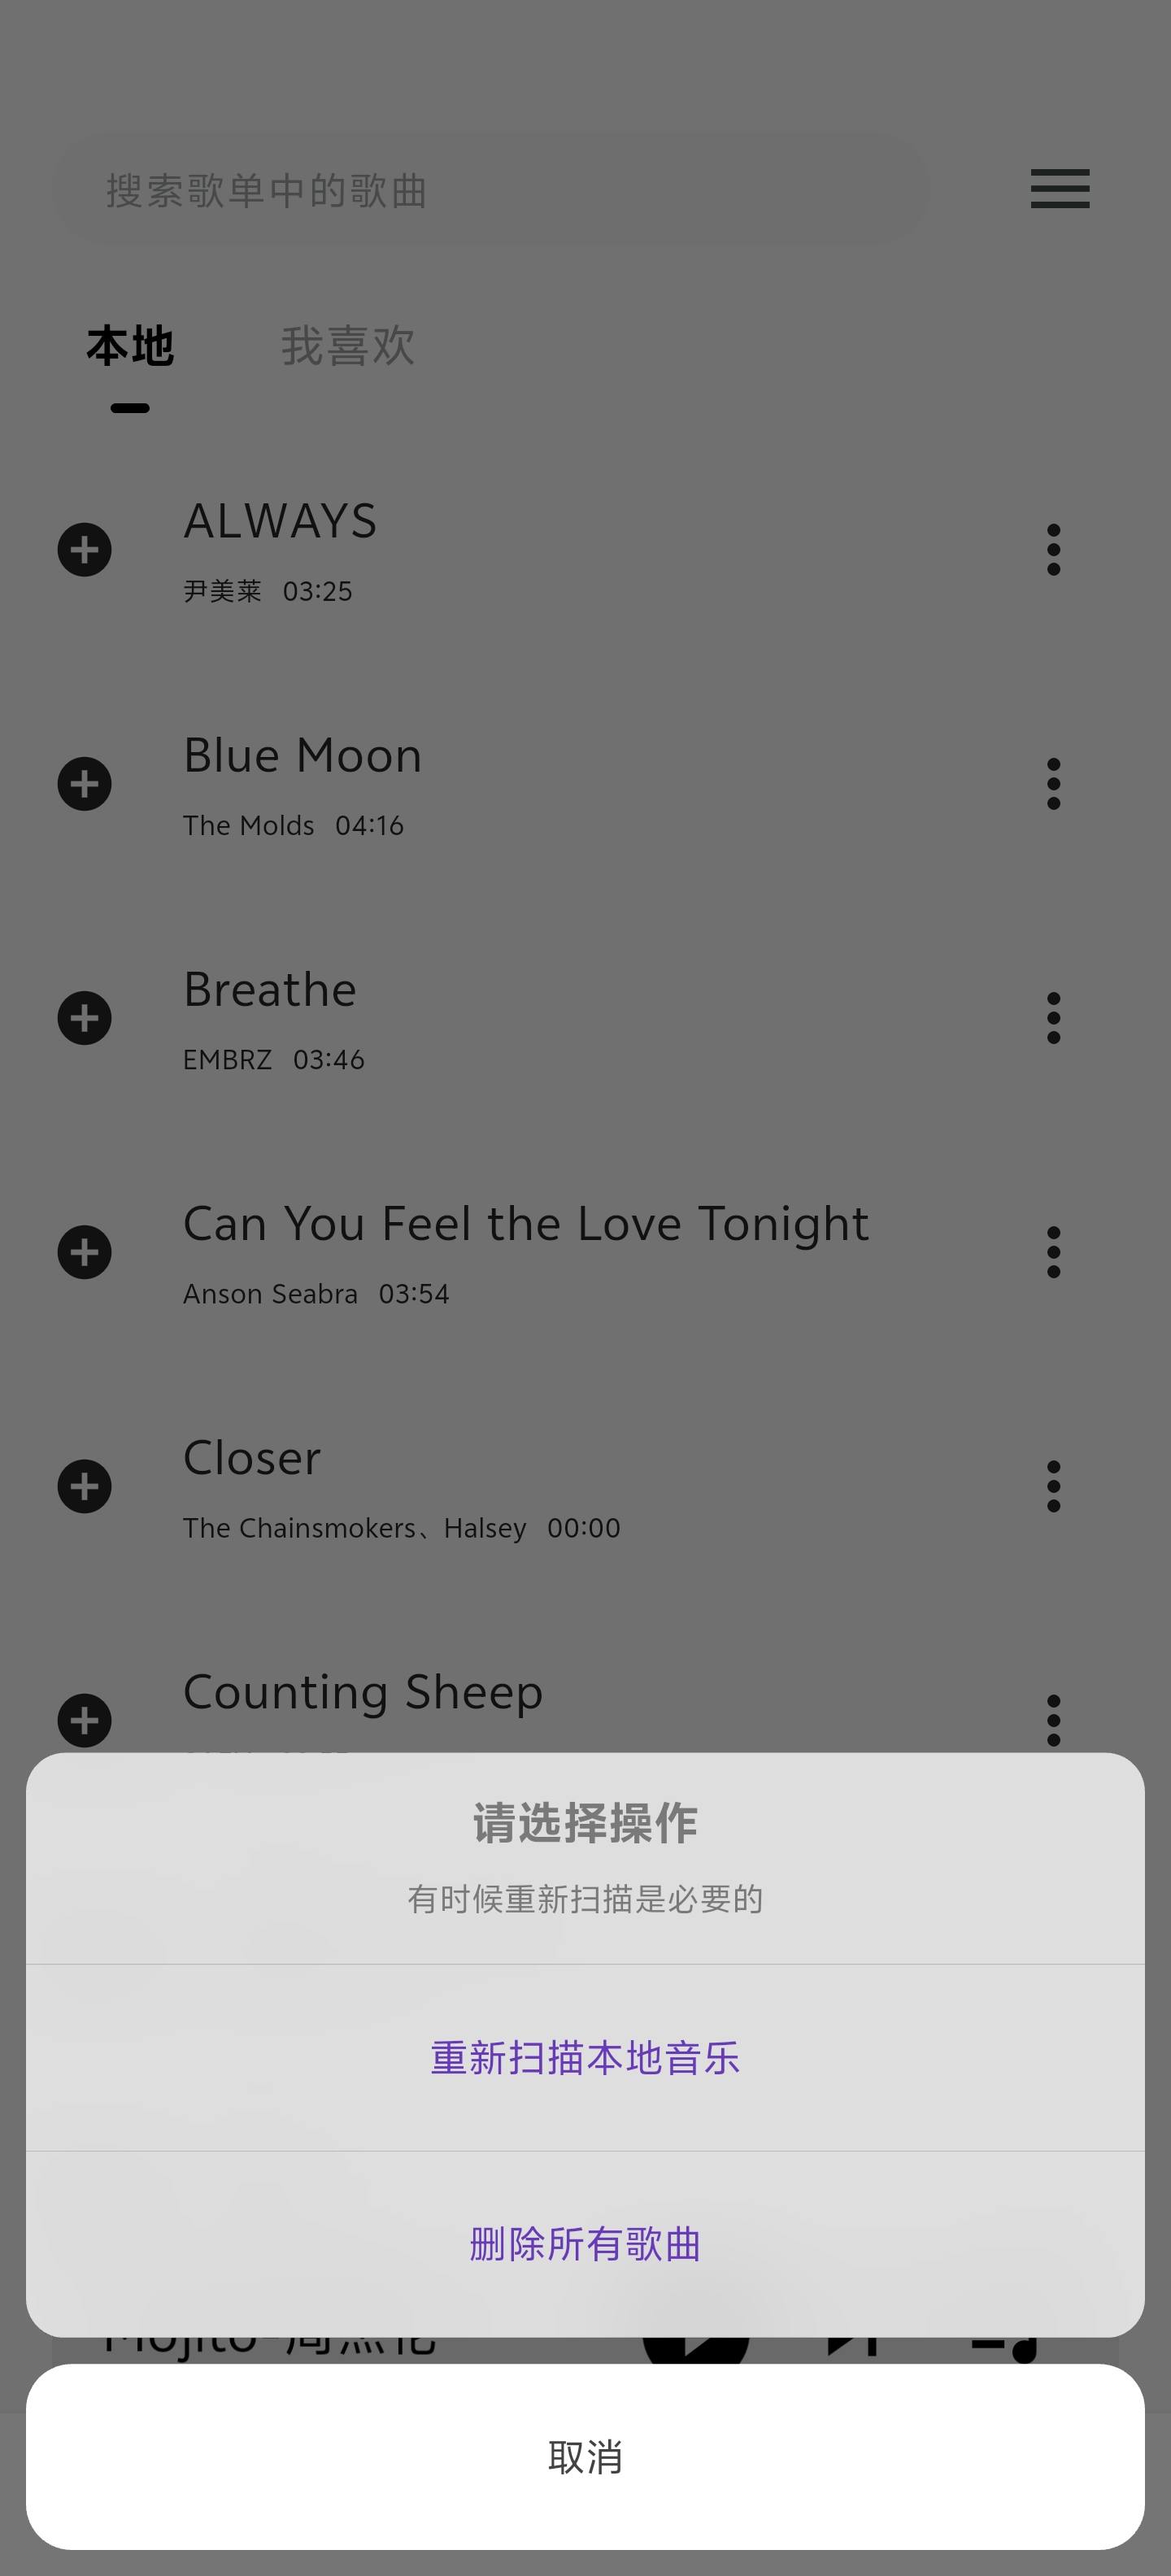 搜索歌单中的歌曲
本地 我喜欢
ALWAYS
尹美莱 03:25
Blue Moon
The Molds 04:16
Breathe
EMBRZ 03:46
Can You Feel the Love Tonight
Anson Seabra 03:54
Closer
The Chainsmokers、Halsey 00:00
Counting Sheep
请选择操作
有时候重新扫描是必要的
重新扫描本地音乐
删除所有歌曲
Mojito-周杰伦
取消